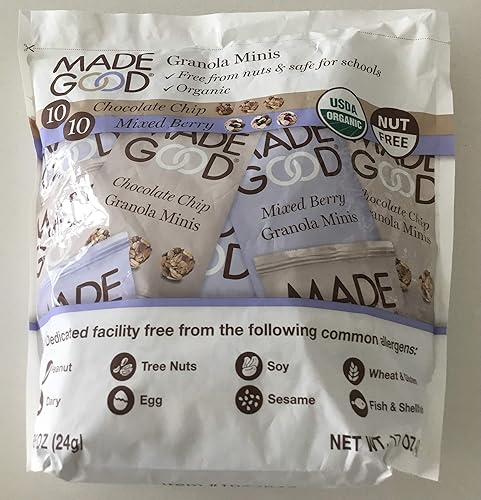 MADE GOOD®
Granola Minis
✓ Free from nuts & safe for schools
✓ Organic
10 Chocolate Chip
10 Mixed Berry
USDA ORGANIC
NUT FREE
MADE GOOD
Chocolate Chip
Granola Minis
MADE GOOD
Mixed Berry
Granola Minis
MADE GOOD
Chocolate Chip
Granola Minis
MADE
MADE
Dedicated facility free from the following common allergens:
Peanut
Tree Nuts
Soy
Wheat & Gluten
Dairy
Egg
Sesame
Fish & Shellfish
OZ (24g)
NET WT.
OZ